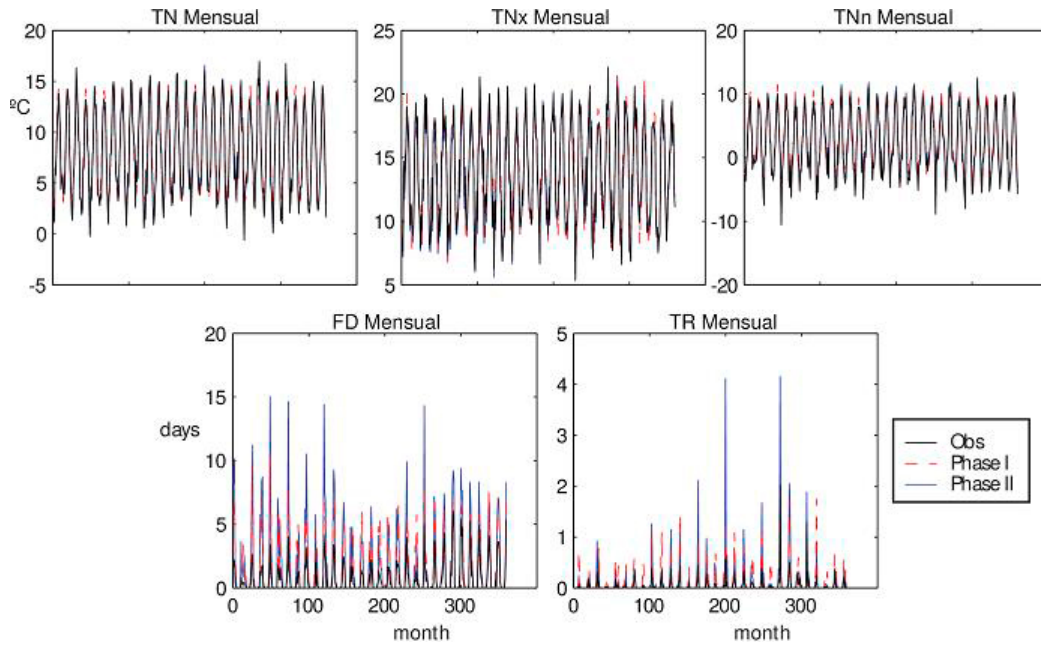 TN Mensual
TNx Mensual
TNn Mensual
20
15
10
5
0
-5
ºC
25
20
15
10
5
20
10
0
-10
-20
FD Mensual
TR Mensual
20
15
10
5
0
days
0 100 200 300
month
5
4
3
2
1
0
0 100 200 300
month
Obs
Phase I
Phase II